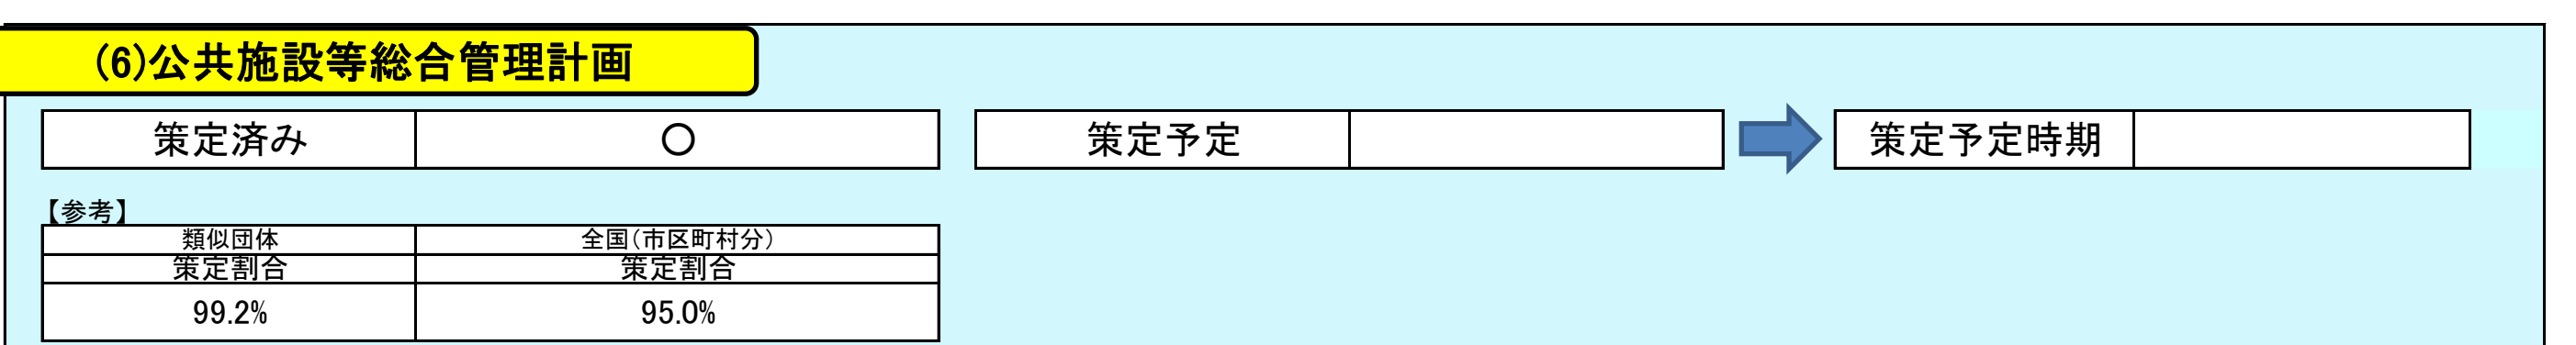 (6)公共施設等総合管理計画
策定済み ○ 策定予定 策定予定時期
【参考】
類似団体 全国(市区町村分)
策定割合 策定割合
99.2% 95.0%